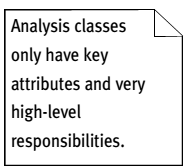 Analysis classes
only have key
attributes and very
high-level
responsibilities.